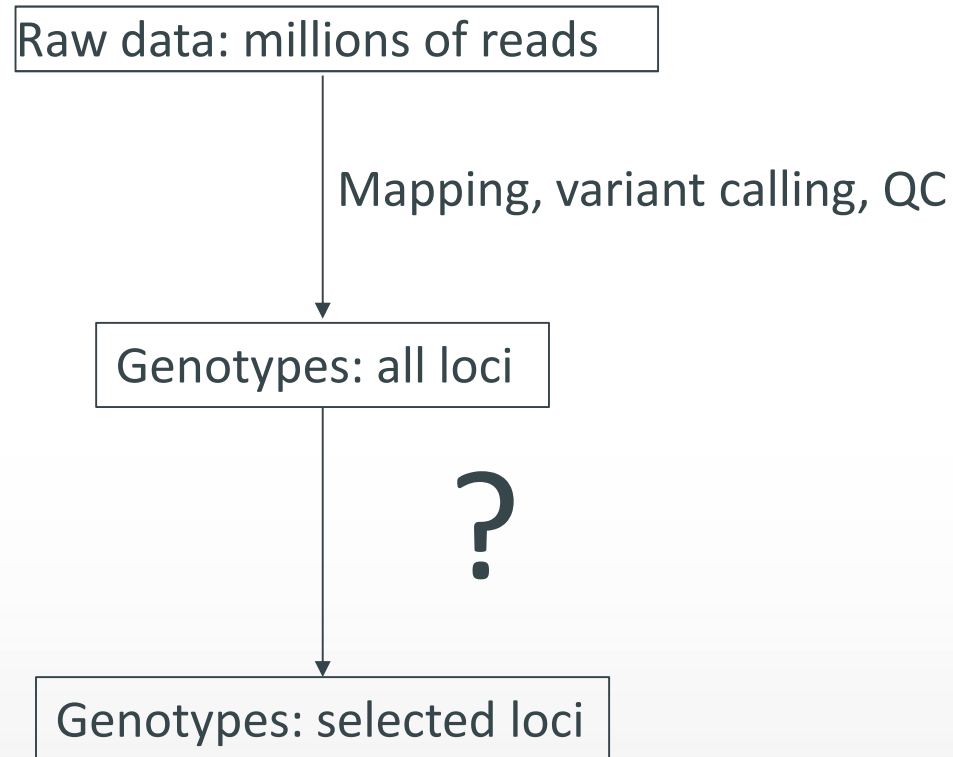 Raw data: millions of reads
Mapping, variant calling, QC
Genotypes: all loci
?
Genotypes: selected loci